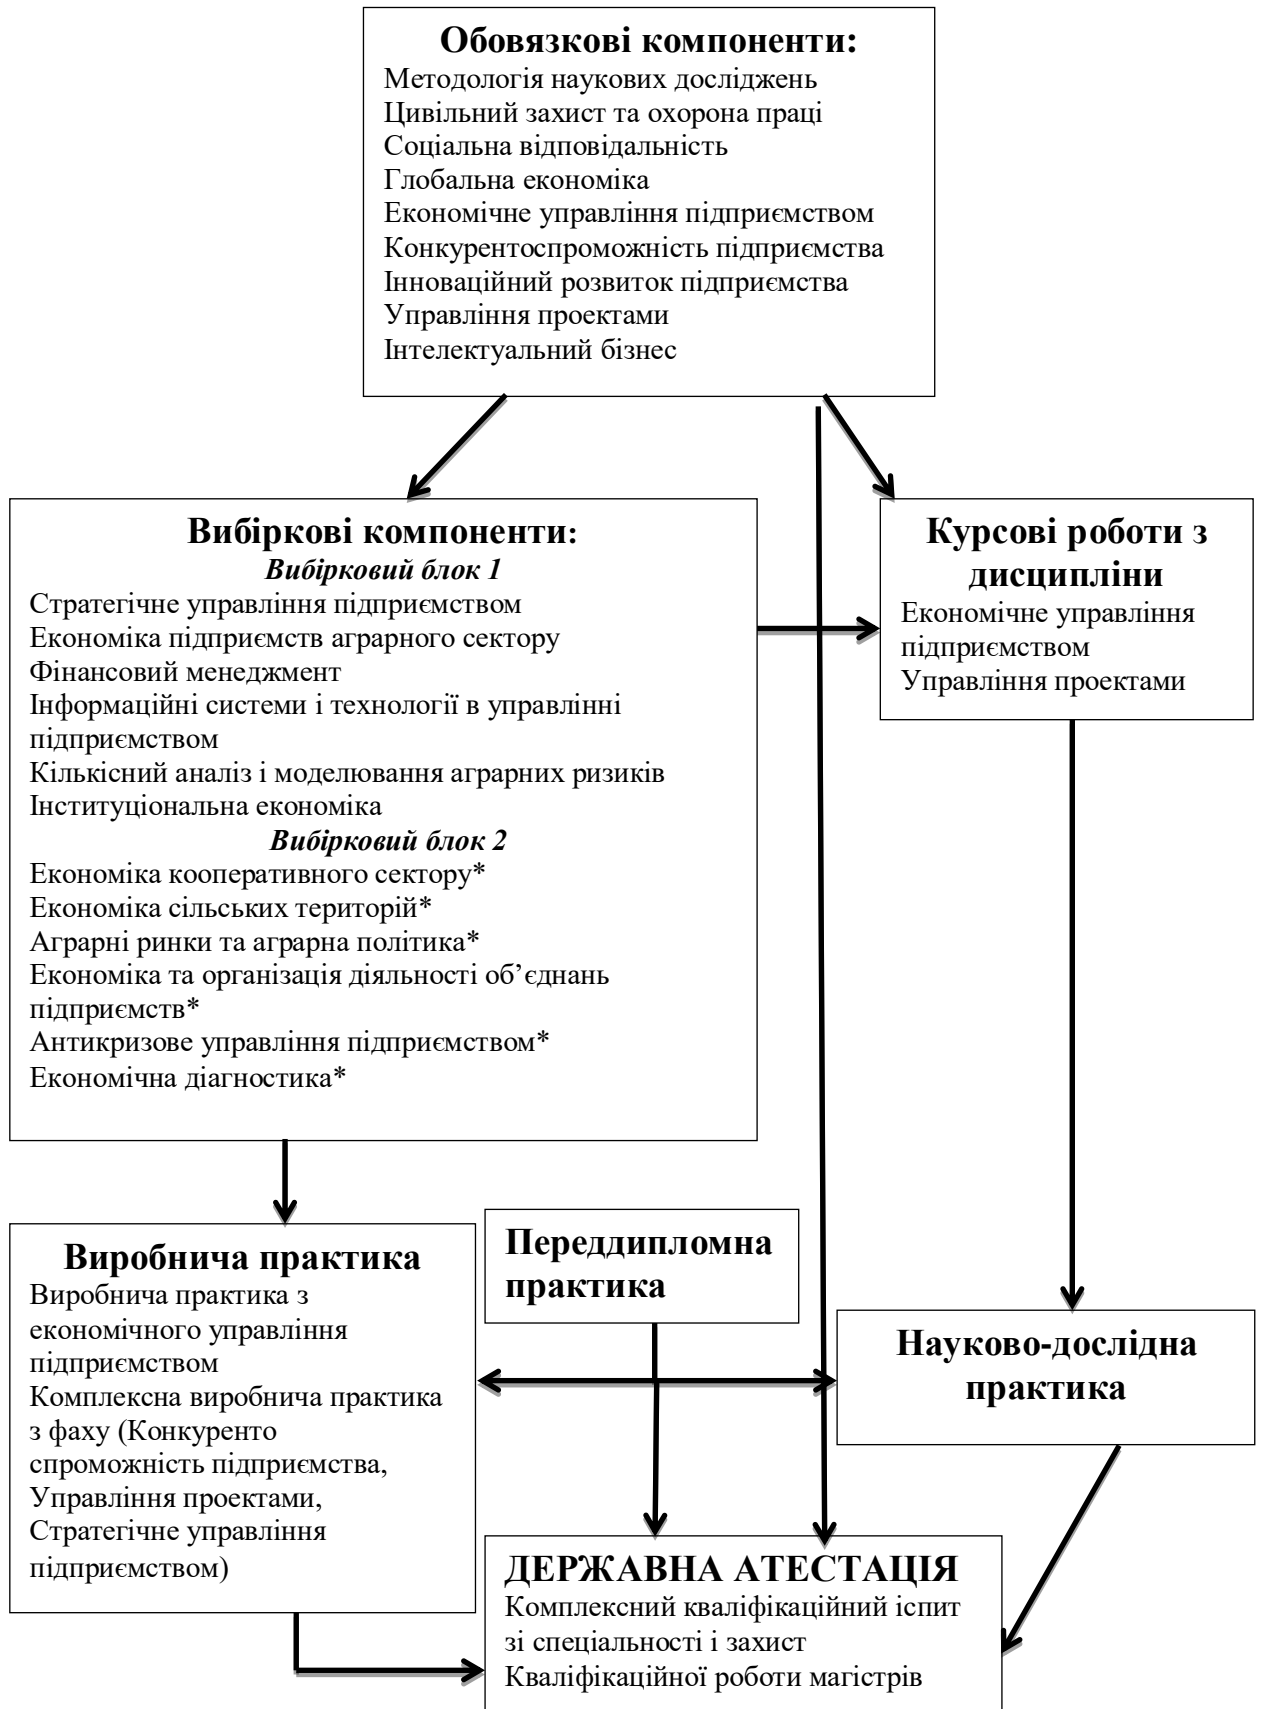 Обовязкові компоненти:
Методологія наукових досліджень
Цивільний захист та охорона праці
Соціальна відповідальність
Глобальна економіка
Економічне управління підприємством
Конкурентоспроможність підприємства
Інноваційний розвиток підприємства
Управління проектами
Інтелектуальний бізнес
Вибіркові компоненти:
Вибірковий блок 1
Стратегічне управління підприємством
Економіка підприємств аграрного сектору
Фінансовий менеджмент
Інформаційні системи і технології в управлінні
підприємством
Кількісний аналіз і моделювання аграрних ризиків
Інституціональна економіка
Вибірковий блок 2
Економіка кооперативного сектору*
Економіка сільських територій*
Аграрні ринки та аграрна політика*
Економіка та організація діяльності об’єднань
підприємств*
Антикризове управління підприємством*
Економічна діагностика*
Курсові роботи з
дисципліни
Економічне управління
підприємством
Управління проектами
Виробнича практика
Виробнича практика з
економічного управління
підприємством
Комплексна виробнича практика
з фаху (Конкуренто
спроможність підприємства,
Управління проектами,
Стратегічне управління
підприємством)
Переддипломна
практика
Науково-дослідна
практика
ДЕРЖАВНА АТЕСТАЦІЯ
Комплексний кваліфікаційний іспит
зі спеціальності і захист
Кваліфікаційної роботи магістрів